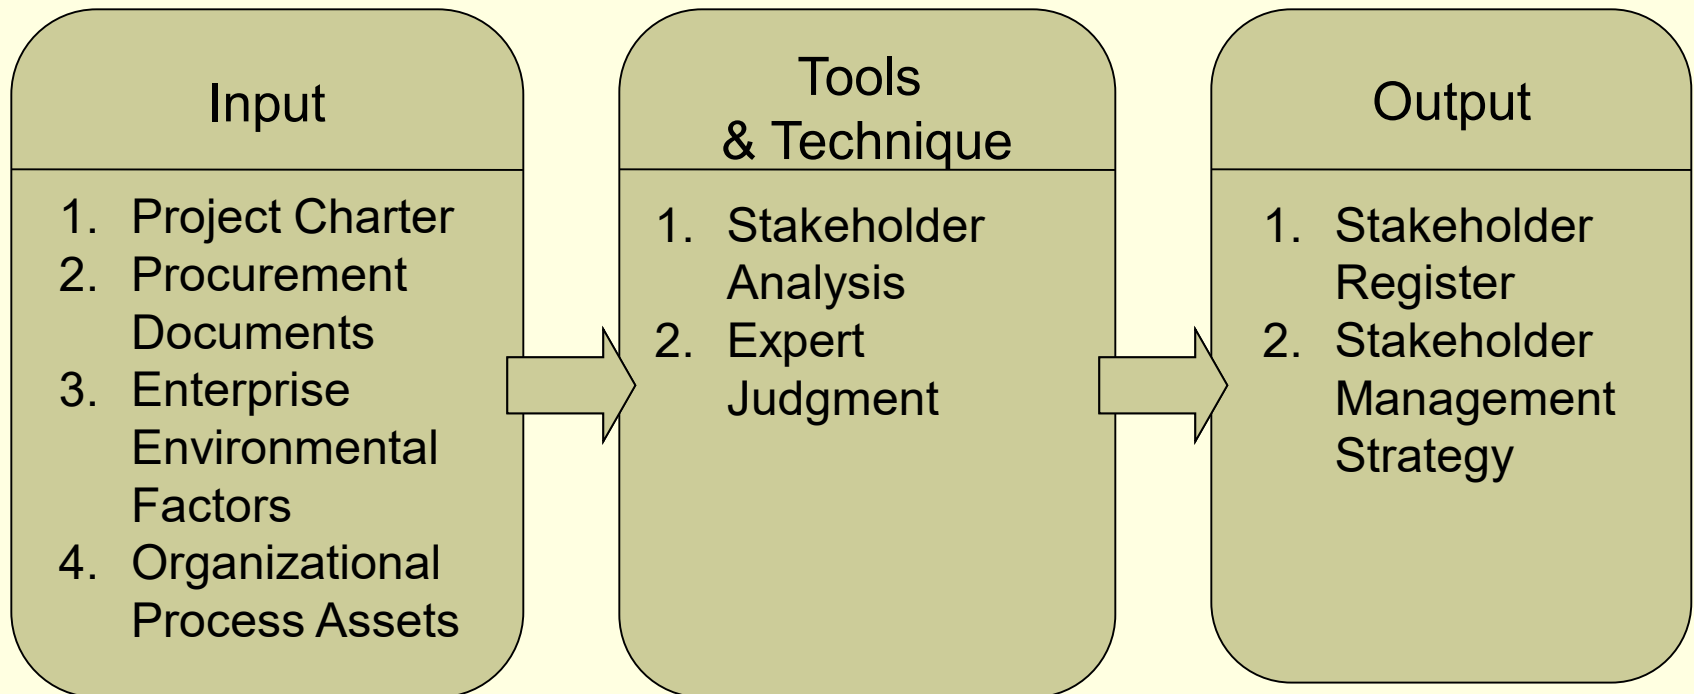 Input
1. Project Charter
2. Procurement
Documents
3. Enterprise
Environmental
Factors
4. Organizational
Process Assets
Tools
& Technique
1. Stakeholder
Analysis
2. Expert
Judgment
Output
1. Stakeholder
Register
2. Stakeholder
Management
Strategy